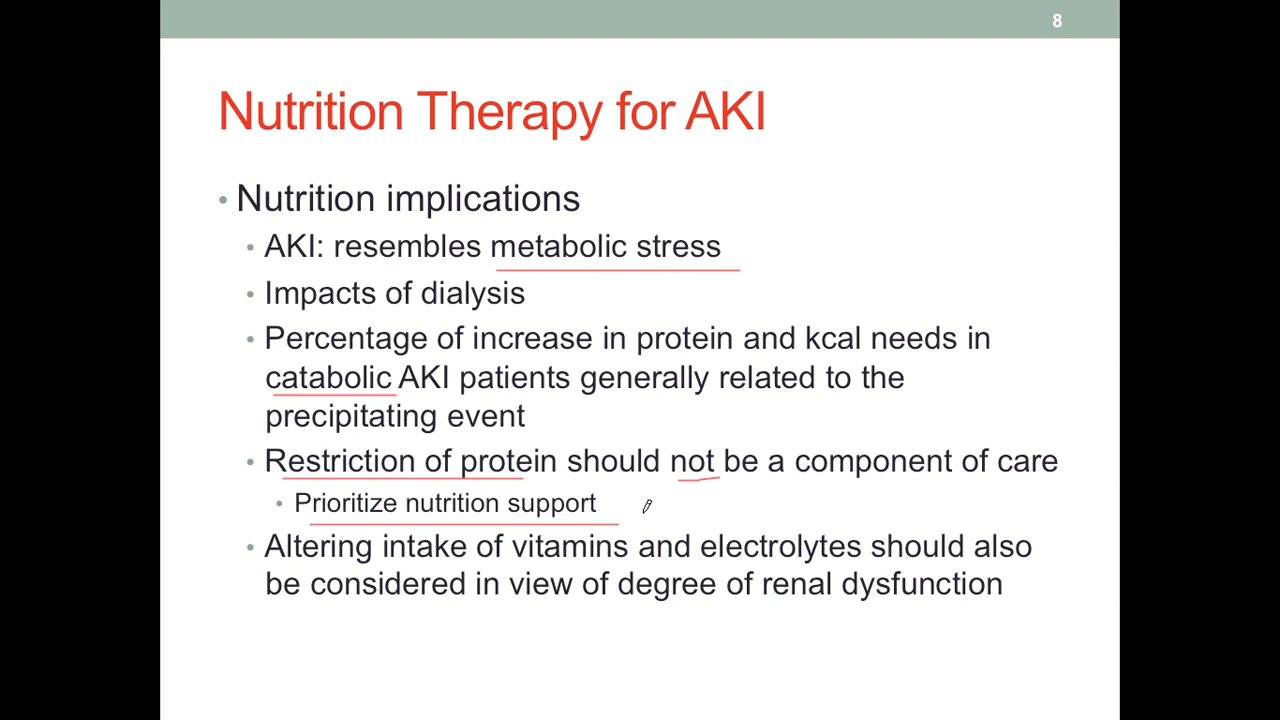 8
Nutrition Therapy for AKI
• Nutrition implications
• AKI: resembles metabolic stress
• Impacts of dialysis
• Percentage of increase in protein and kcal needs in
catabolic AKI patients generally related to the
precipitating event
• Restriction of protein should not be a component of care
• Prioritize nutrition support
• Altering intake of vitamins and electrolytes should also
be considered in view of degree of renal dysfunction